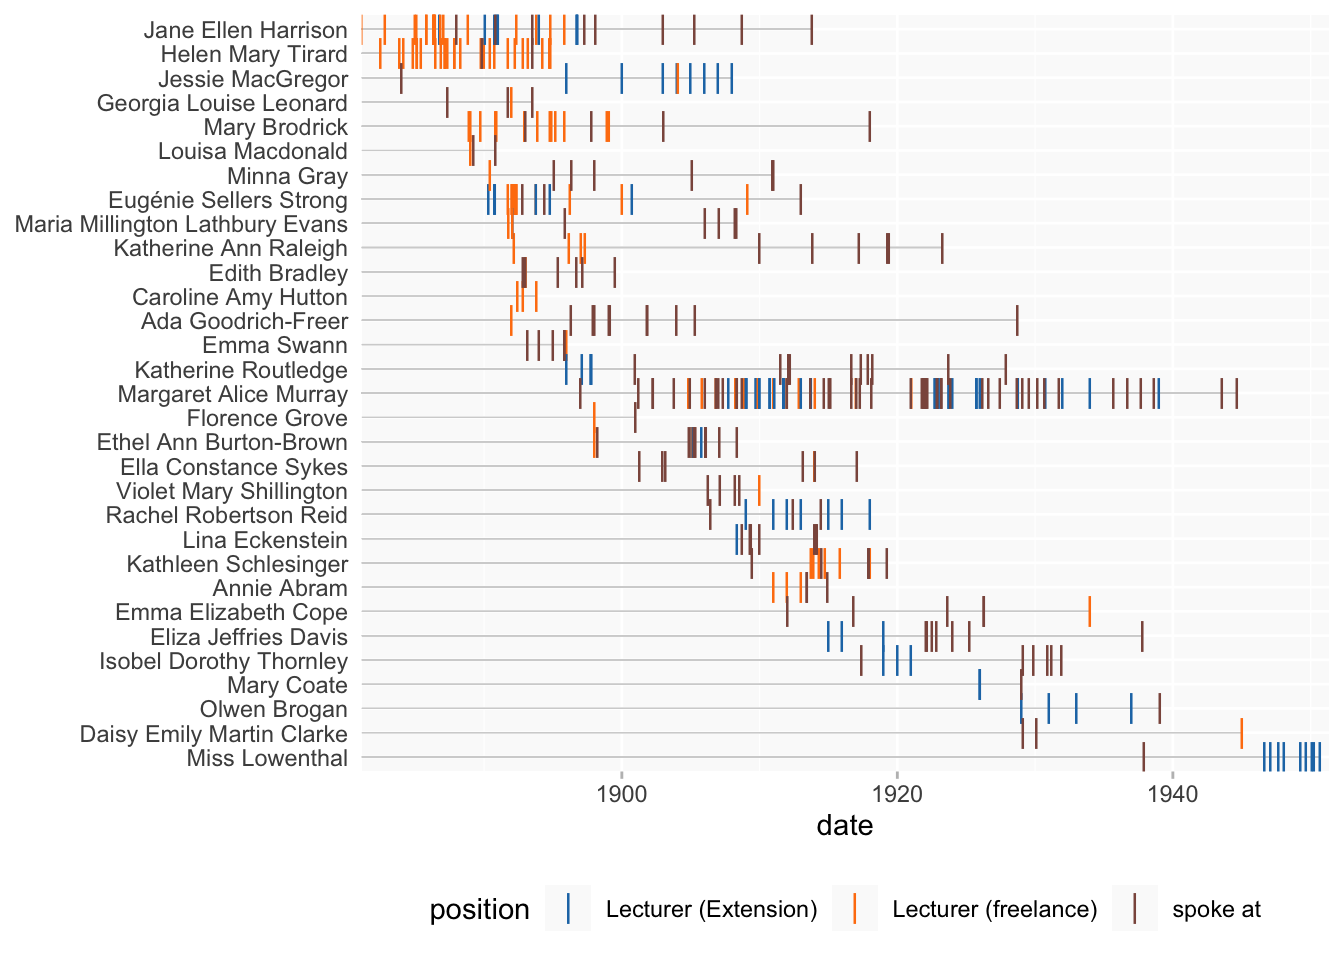 Jane Ellen Harrison
Helen Mary Tirard
Jessie MacGregor
Georgia Louise Leonard
Mary Brodrick
Louisa Macdonald
Minna Gray
Eugénie Sellers Strong
Maria Millington Lathbury Evans
Katherine Ann Raleigh
Edith Bradley
Caroline Amy Hutton
Ada Goodrich-Freer
Emma Swann
Katherine Routledge
Margaret Alice Murray
Florence Grove
Ethel Ann Burton-Brown
Ella Constance Sykes
Violet Mary Shillington
Rachel Robertson Reid
Lina Eckenstein
Kathleen Schlesinger
Annie Abram
Emma Elizabeth Cope
Eliza Jeffries Davis
Isobel Dorothy Thornley
Mary Coate
Olwen Brogan
Daisy Emily Martin Clarke
Miss Lowenthal
1900 1920 1940
date
position Lecturer (Extension) Lecturer (freelance) spoke at